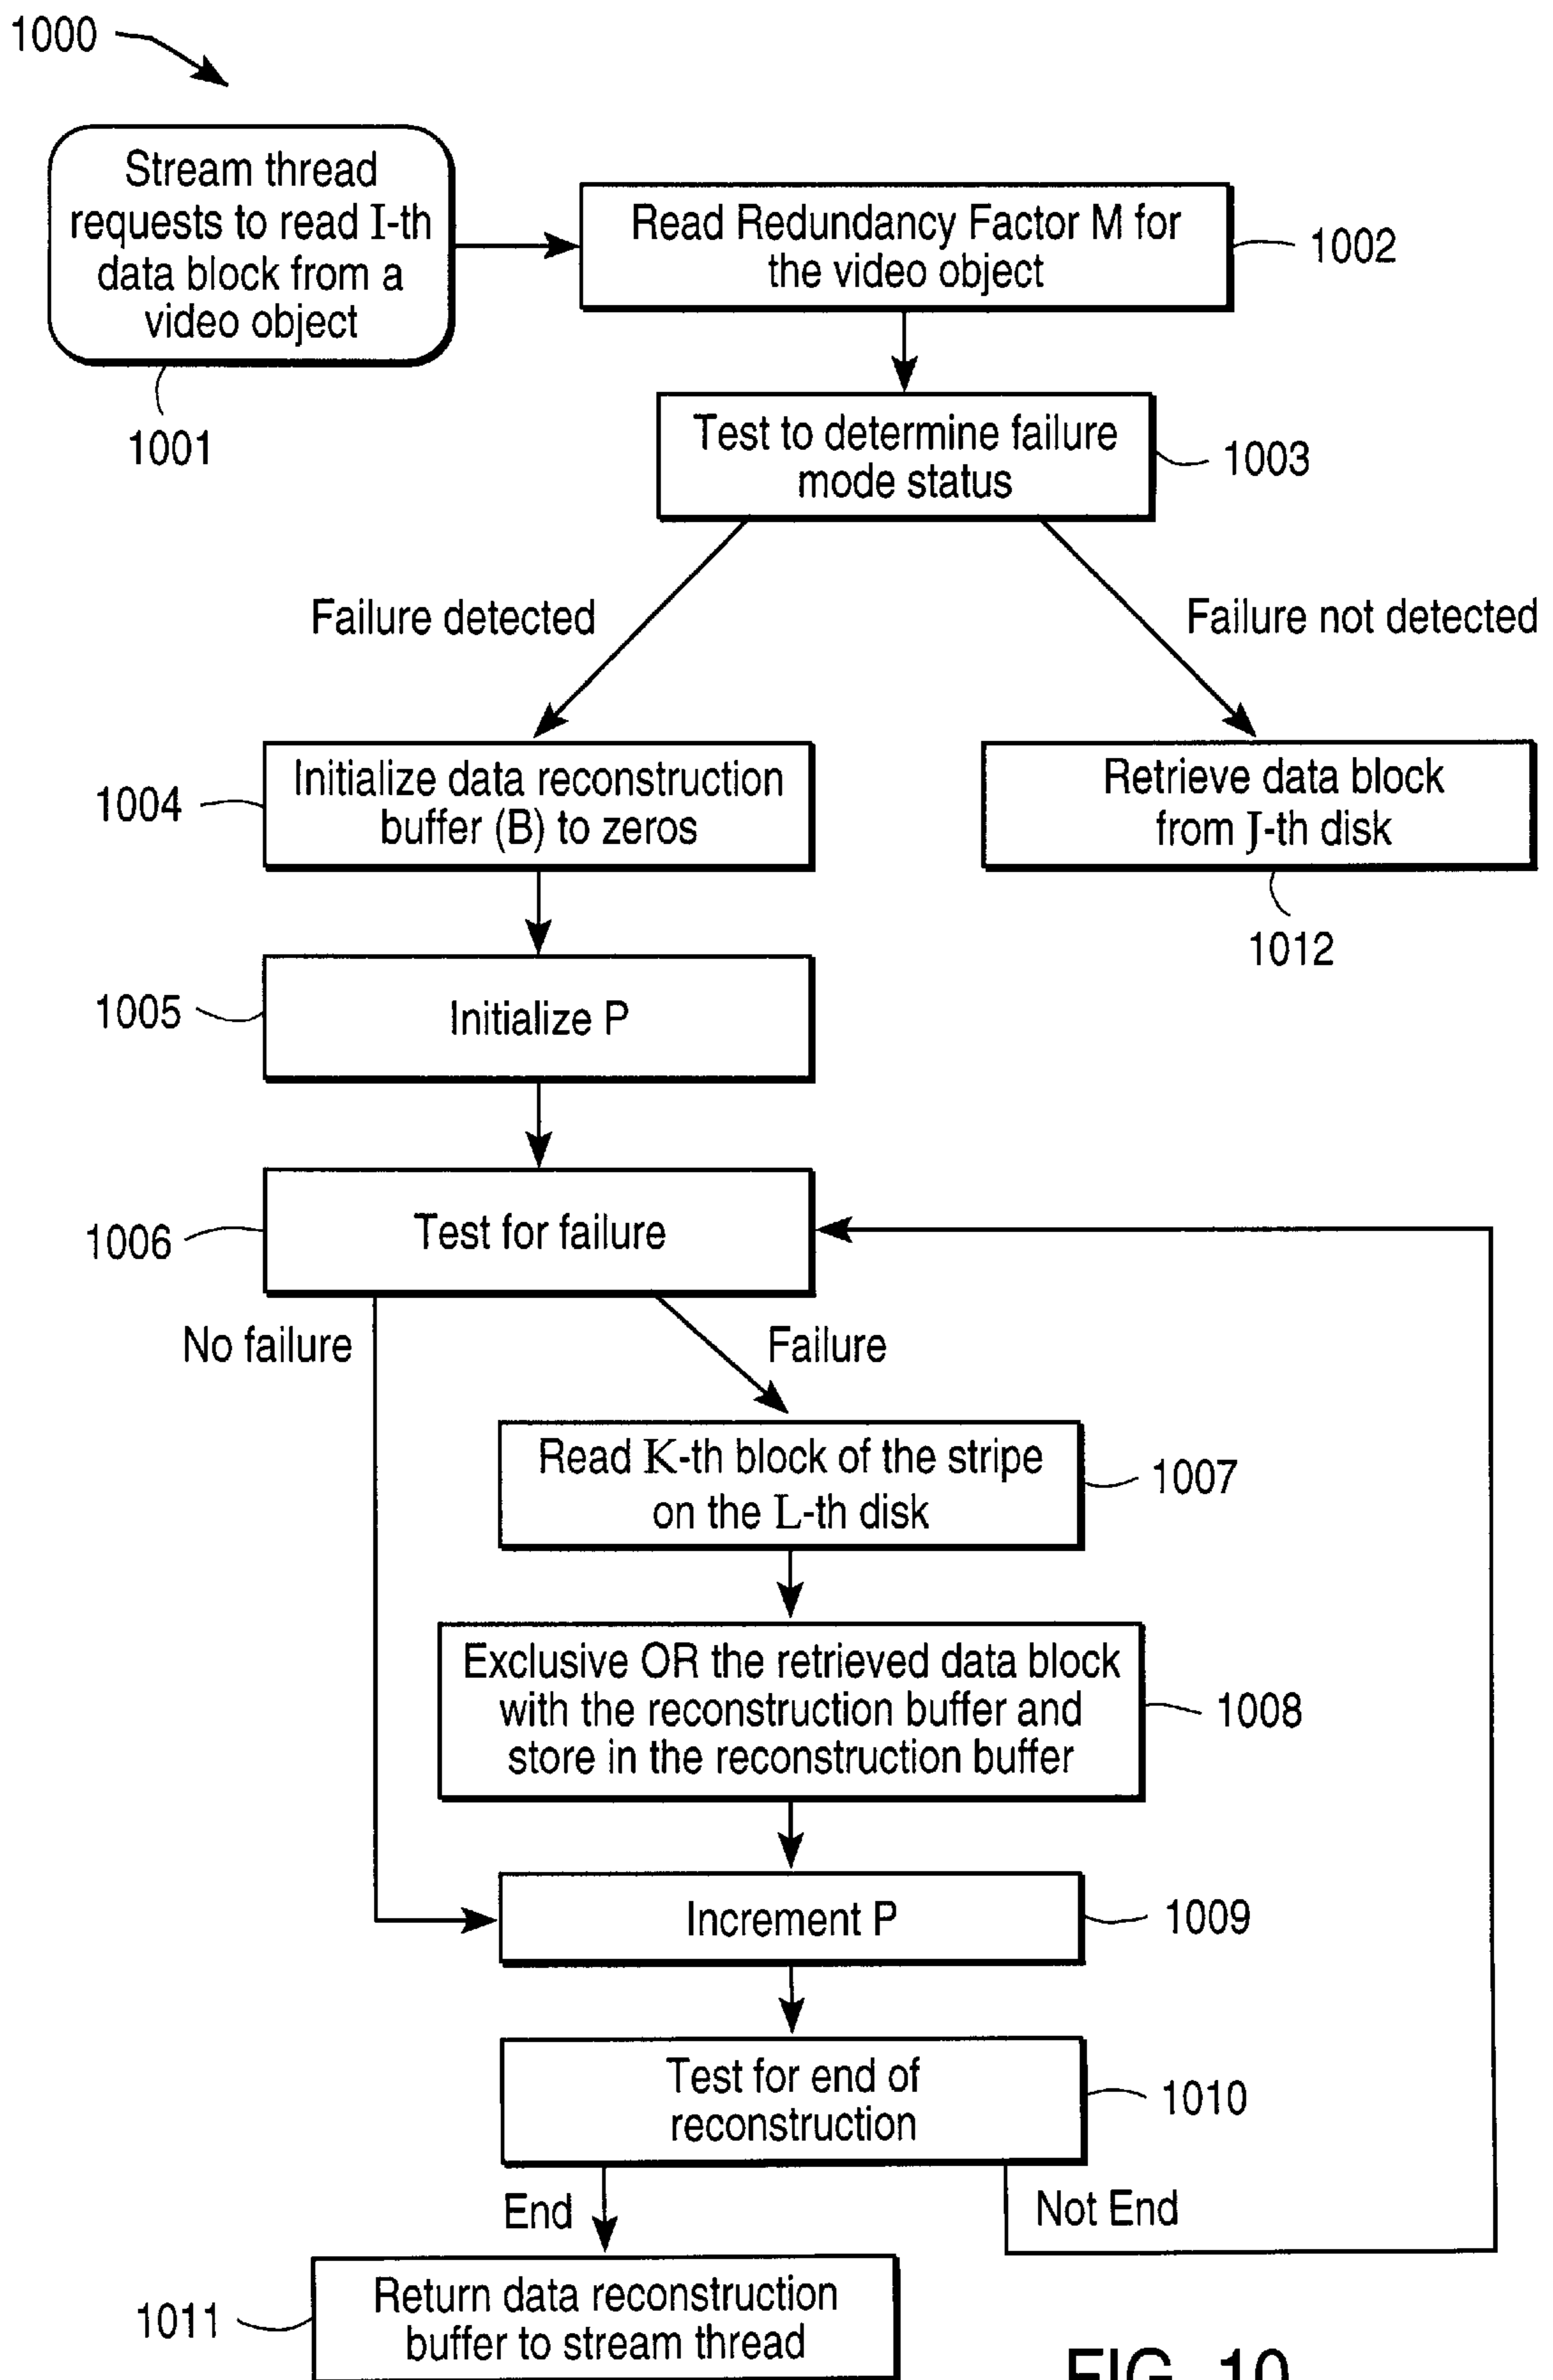 1000
Stream thread
requests to read I-th
data block from a
video object
1001
Read Redundancy Factor M for
the video object
1002
Test to determine failure
mode status
1003
Failure detected
Failure not detected
Initialize data reconstruction
buffer (B) to zeros
1004
Retrieve data block
from J-th disk
1012
Initialize P
1005
Test for failure
1006
No failure
Failure
Read K-th block of the stripe
on the L-th disk
1007
Exclusive OR the retrieved data block
with the reconstruction buffer and
store in the reconstruction buffer
1008
Increment P
1009
Test for end of
reconstruction
1010
End
Not End
Return data reconstruction
buffer to stream thread
1011
FIG. 10